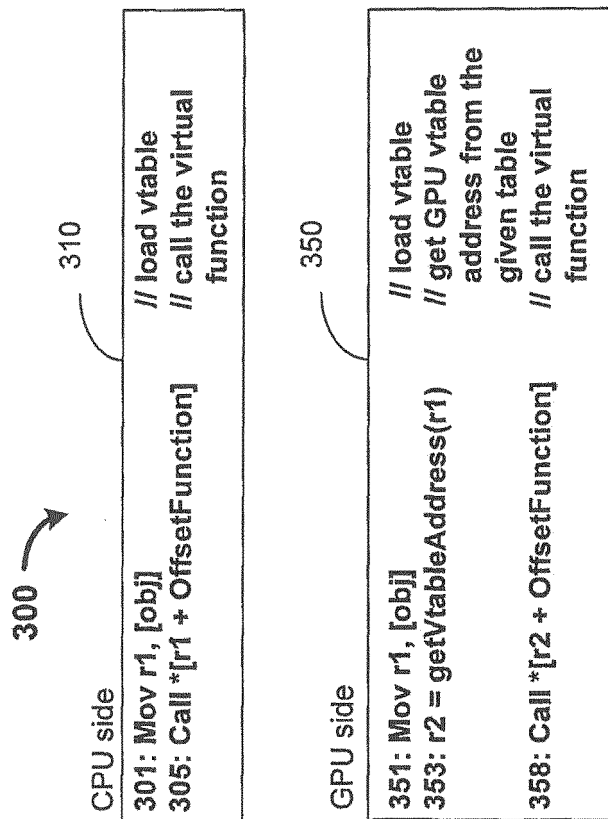 300
CPU side
310
301: Mov r1, [obj] // load vtable
305: Call *[r1 + OffsetFunction] // call the virtual
function
GPU side
350
351: Mov r1, [obj] // load vtable
353: r2 = getVtableAddress(r1) // get GPU vtable
address from the
given table
358: Call *[r2 + OffsetFunction] // call the virtual
function